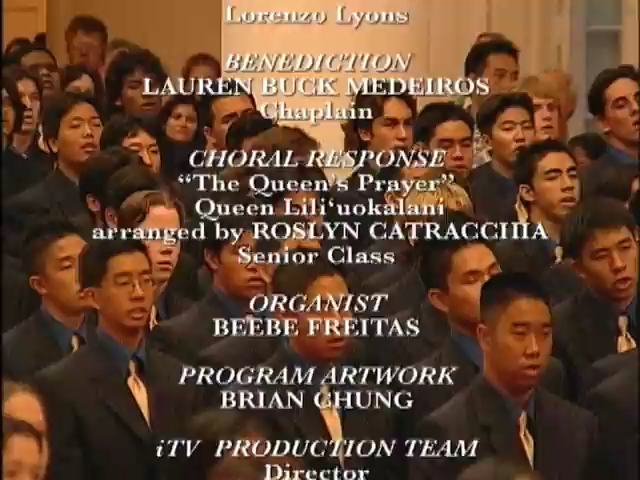 Lorenzo Lyons
BENEDICTION
LAUREN BUCK MEDEIROS
Chaplain
CHORAL RESPONSE
“The Queen's Prayer”
Queen Lili‘uokalani
arranged by ROSLYN CATRACCHIA
Senior Class
ORGANIST
BEEBE FREITAS
PROGRAM ARTWORK
BRIAN CHUNG
iTV PRODUCTION TEAM
Director